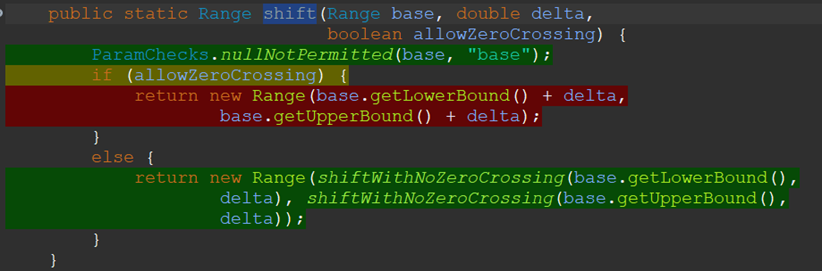 public static Range shift(Range base, double delta,
                          boolean allowZeroCrossing) {
    ParamChecks.nullNotPermitted(base, "base");
    if (allowZeroCrossing) {
        return new Range(base.getLowerBound() + delta,
                base.getUpperBound() + delta);
    }
    else {
        return new Range(shiftWithNoZeroCrossing(base.getLowerBound(),
                delta), shiftWithNoZeroCrossing(base.getUpperBound(),
                delta));
    }
}